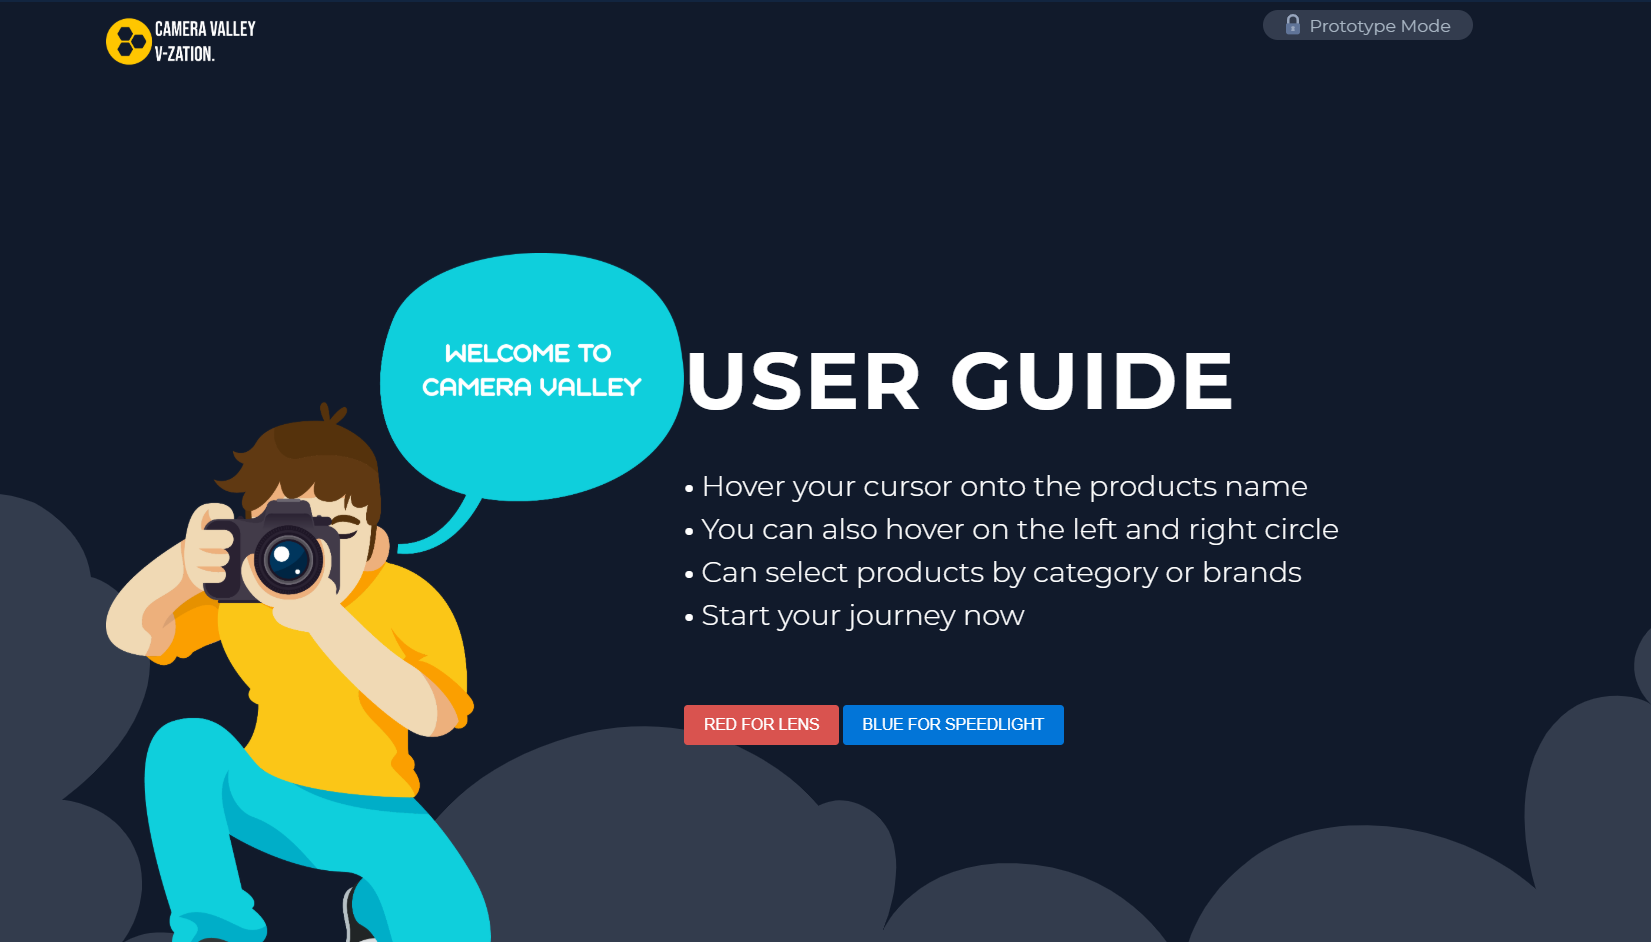 CAMERA VALLEY
V-ZATION.
Prototype Mode
WELCOME TO
CAMERA VALLEY
USER GUIDE
• Hover your cursor onto the products name
• You can also hover on the left and right circle
• Can select products by category or brands
• Start your journey now
RED FOR LENS
BLUE FOR SPEEDLIGHT